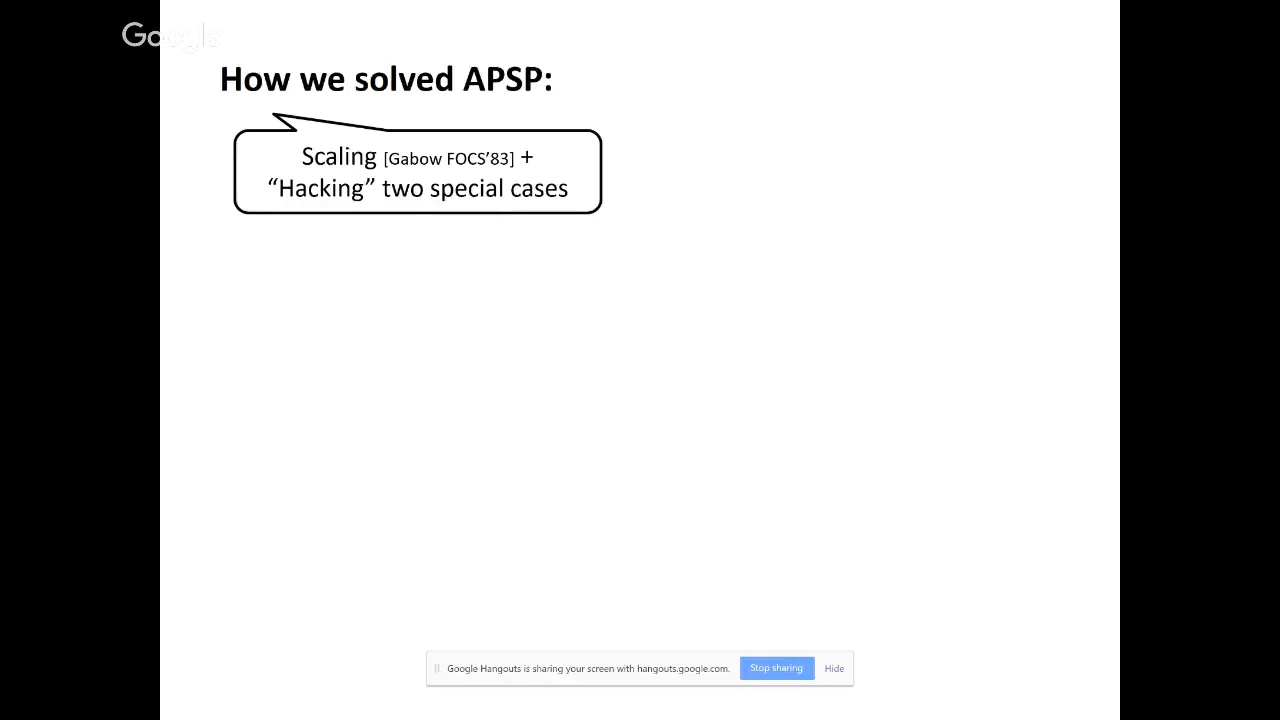 Google
How we solved APSP:
Scaling [Gabow FOCS’83] +
“Hacking” two special cases
Google Hangouts is sharing your screen with hangouts.google.com. Stop sharing Hide